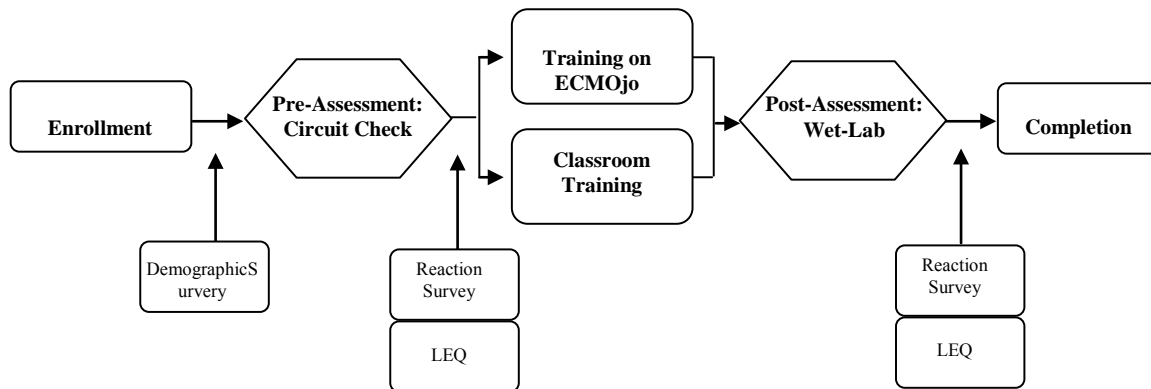 Enrollment
Pre-Assessment:
Circuit Check
Training on
ECMOjo
Classroom
Training
Post-Assessment:
Wet-Lab
Completion
DemographicS
urvery
Reaction
Survey
LEQ
Reaction
Survey
LEQ